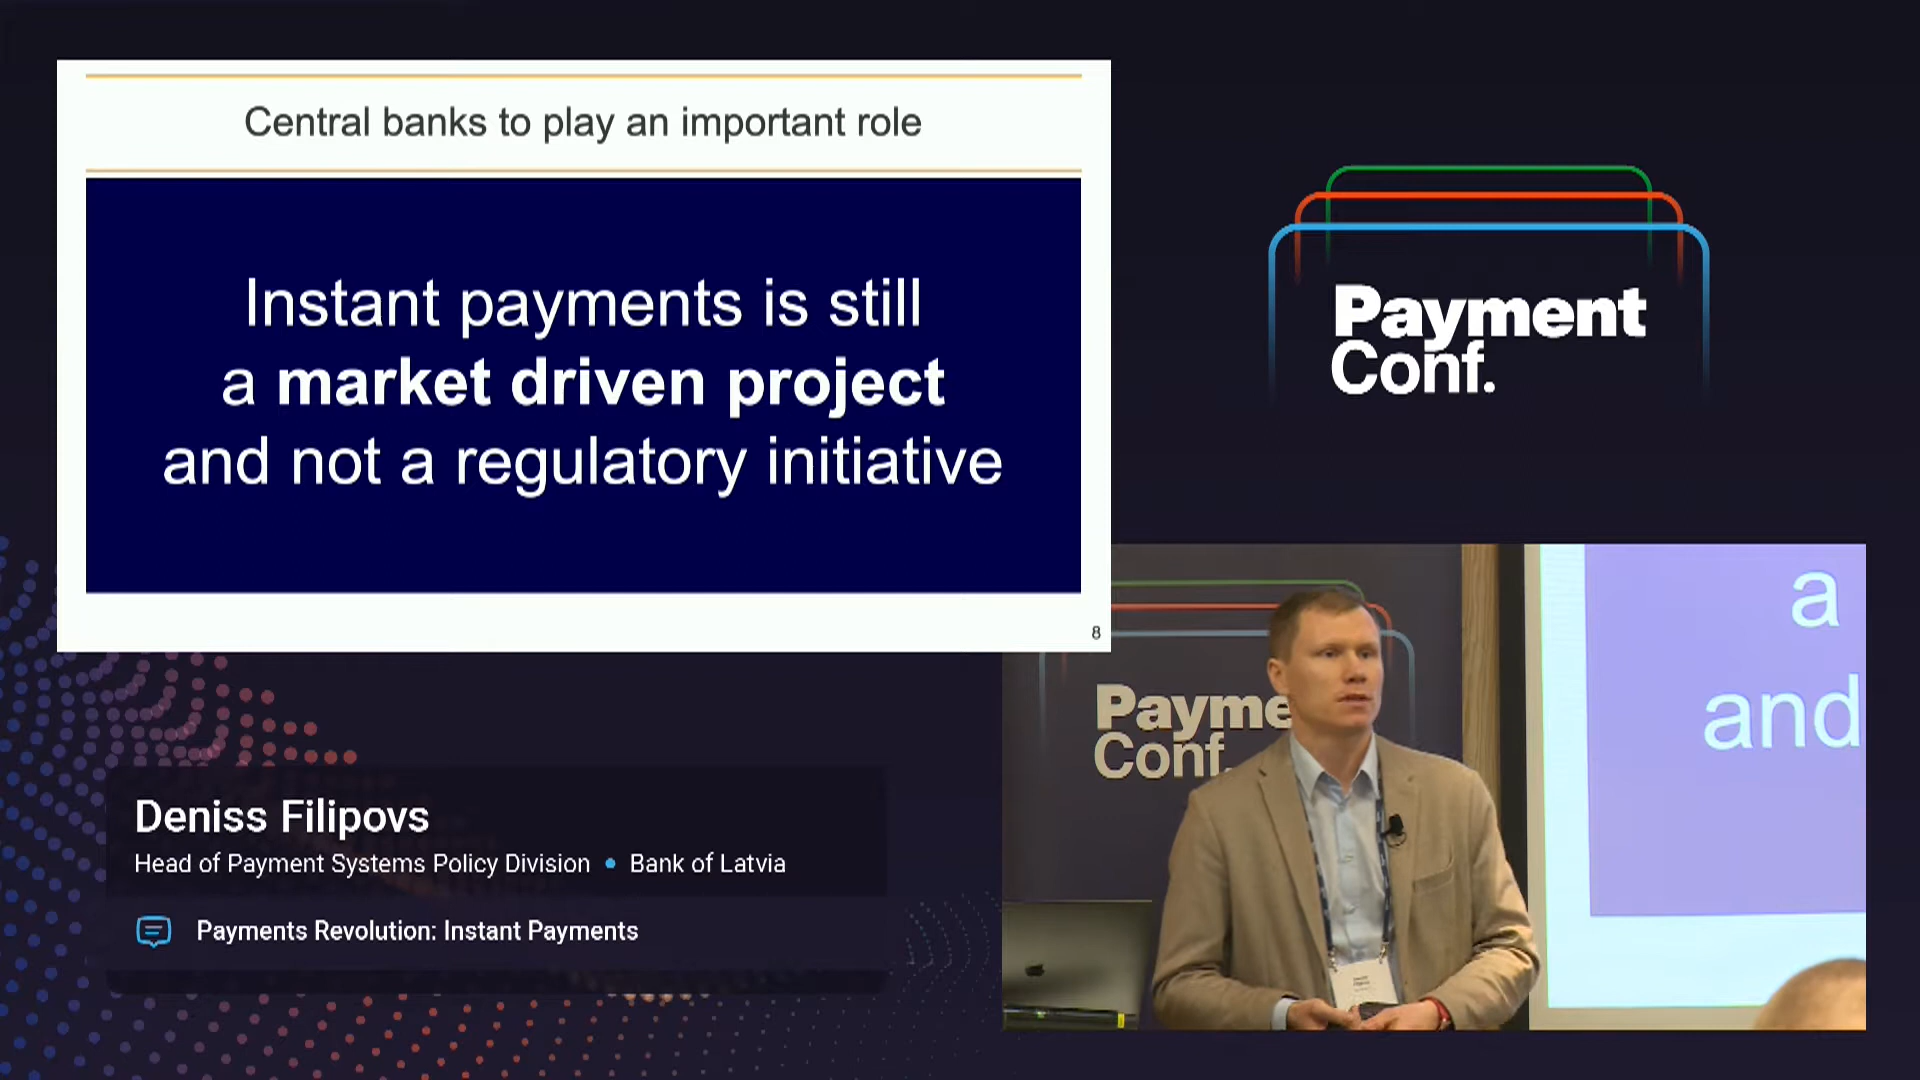 Central banks to play an important role
Instant payments is still
a market driven project
and not a regulatory initiative
8
Payment
Conf.
Deniss Filipovs
Head of Payment Systems Policy Division • Bank of Latvia
Payments Revolution: Instant Payments
Payme
Conf.
a
and